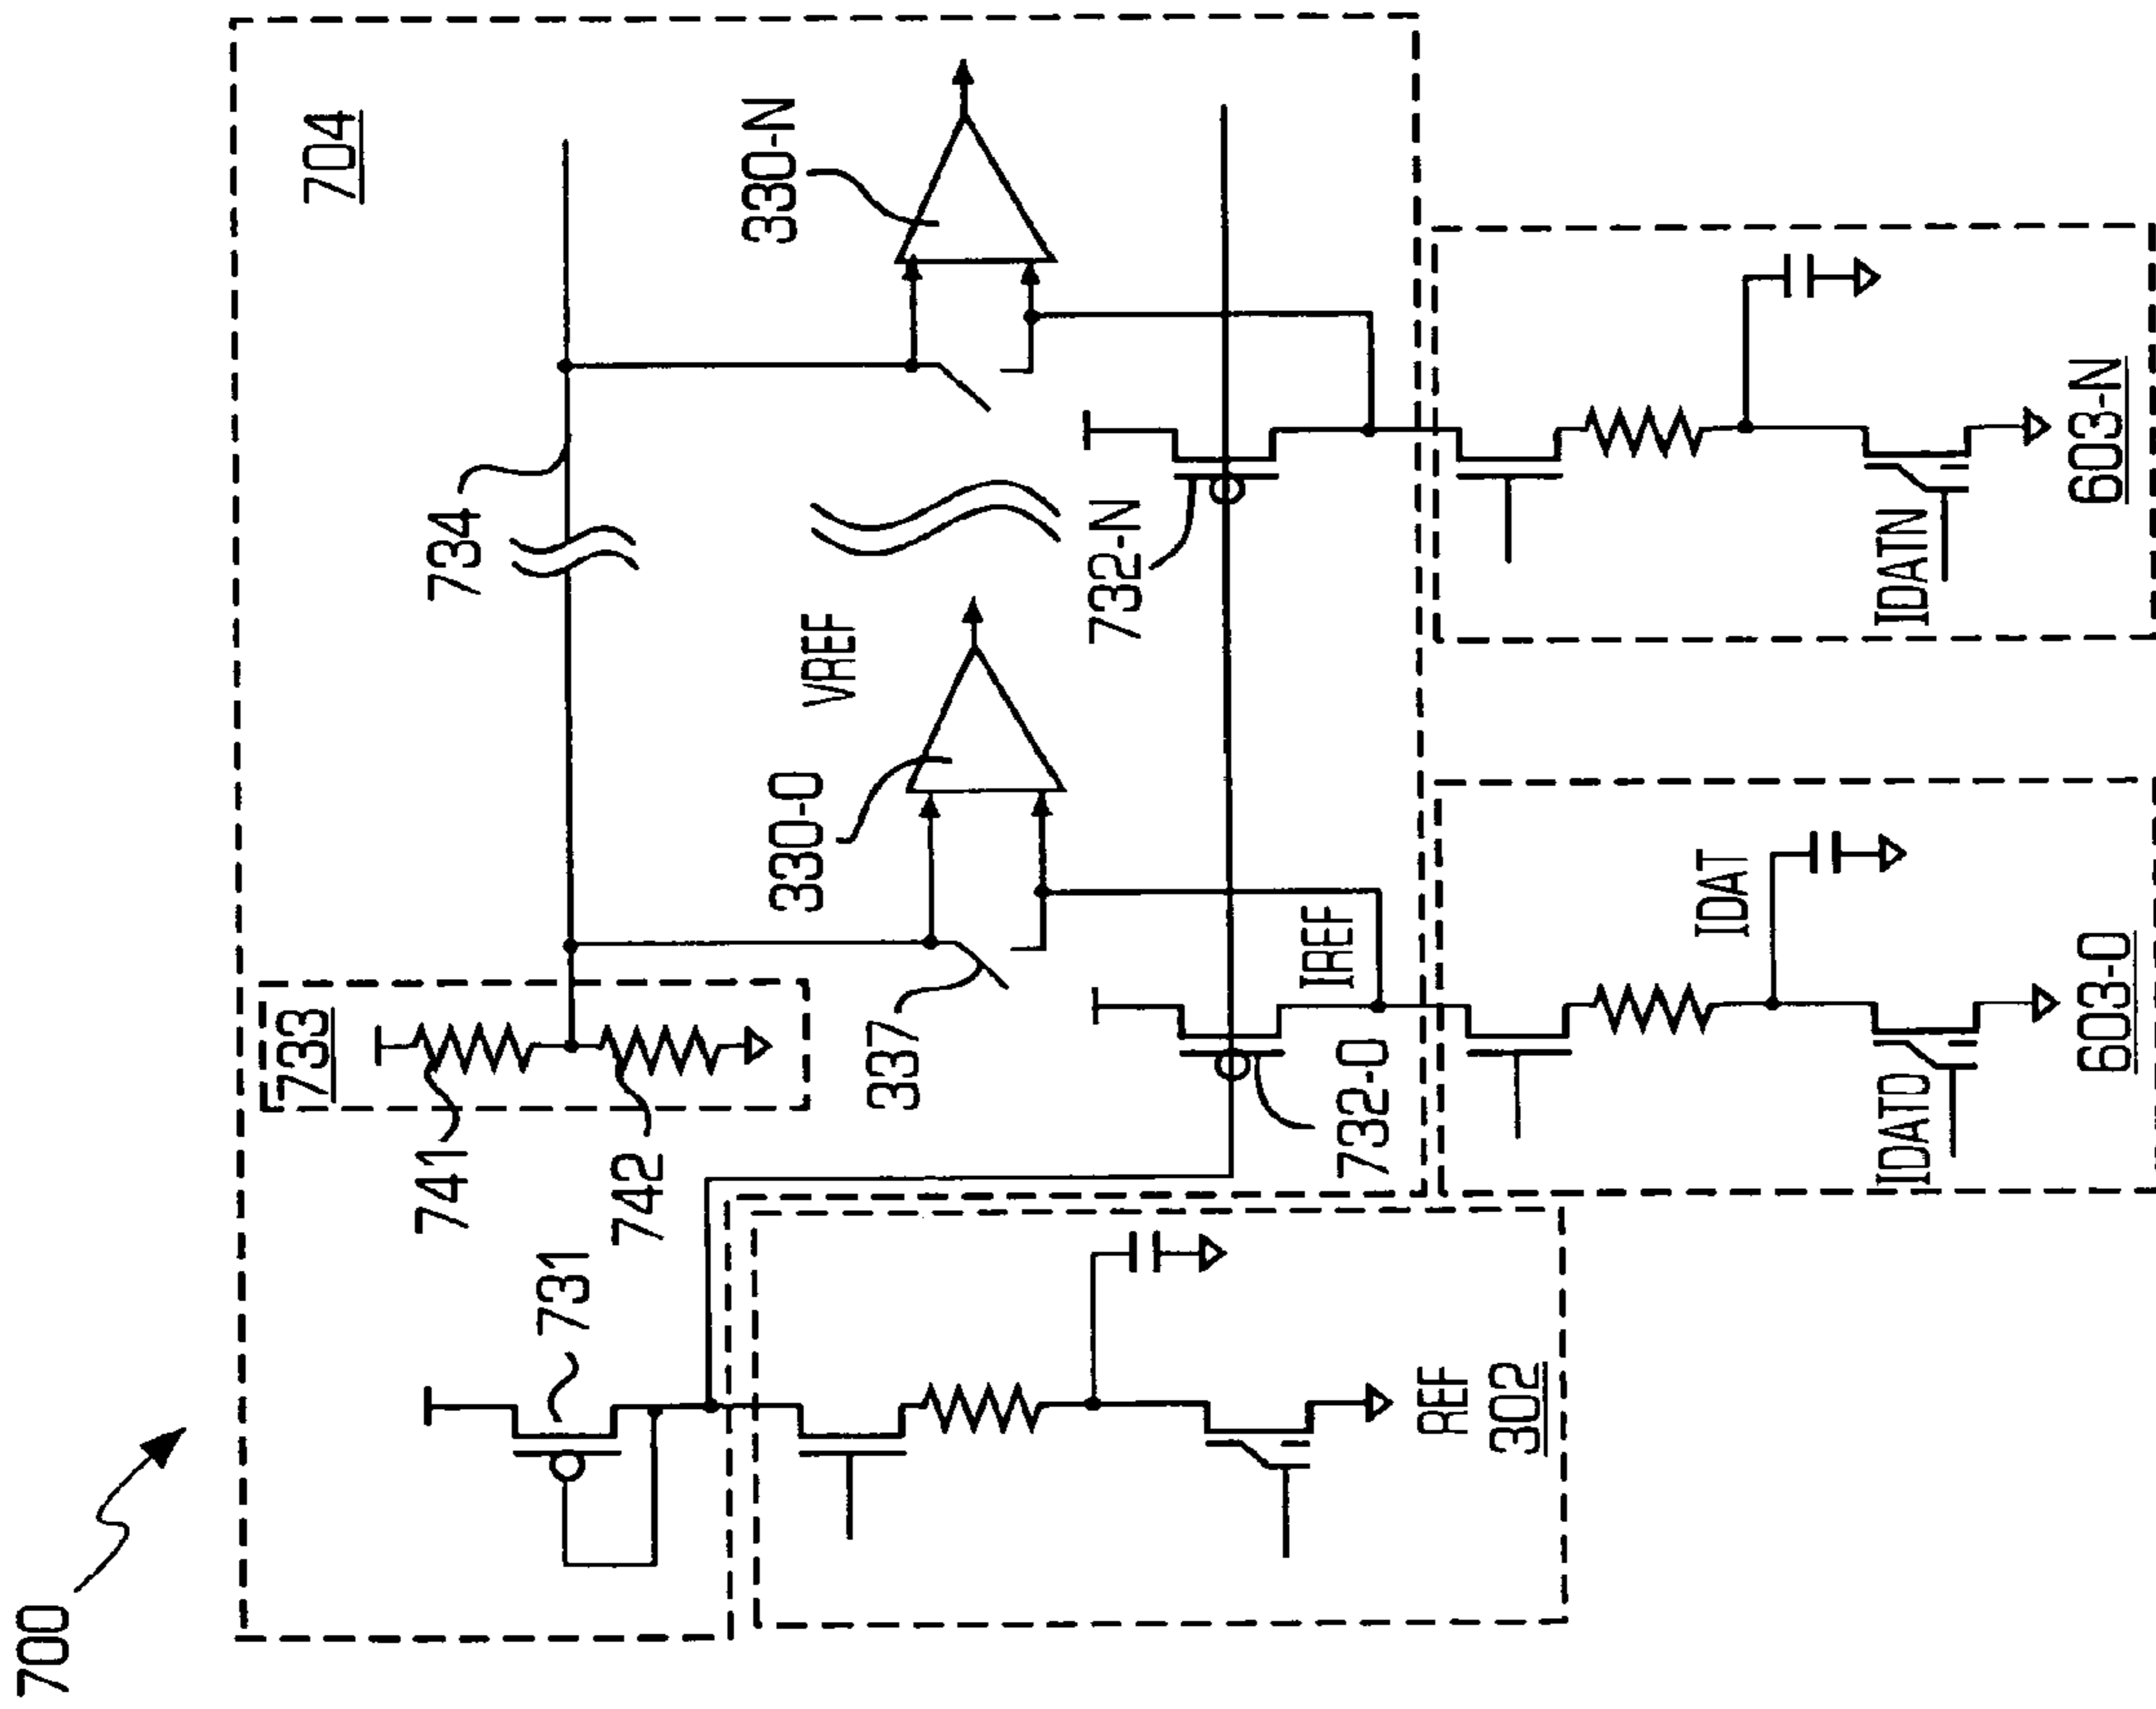 700
704
733
741
742
734
731
337
330-0
VREF
330-N
732-0
IREF
732-N
REF
302
IDAT
IDAT0
603-0
IDATN
603-N